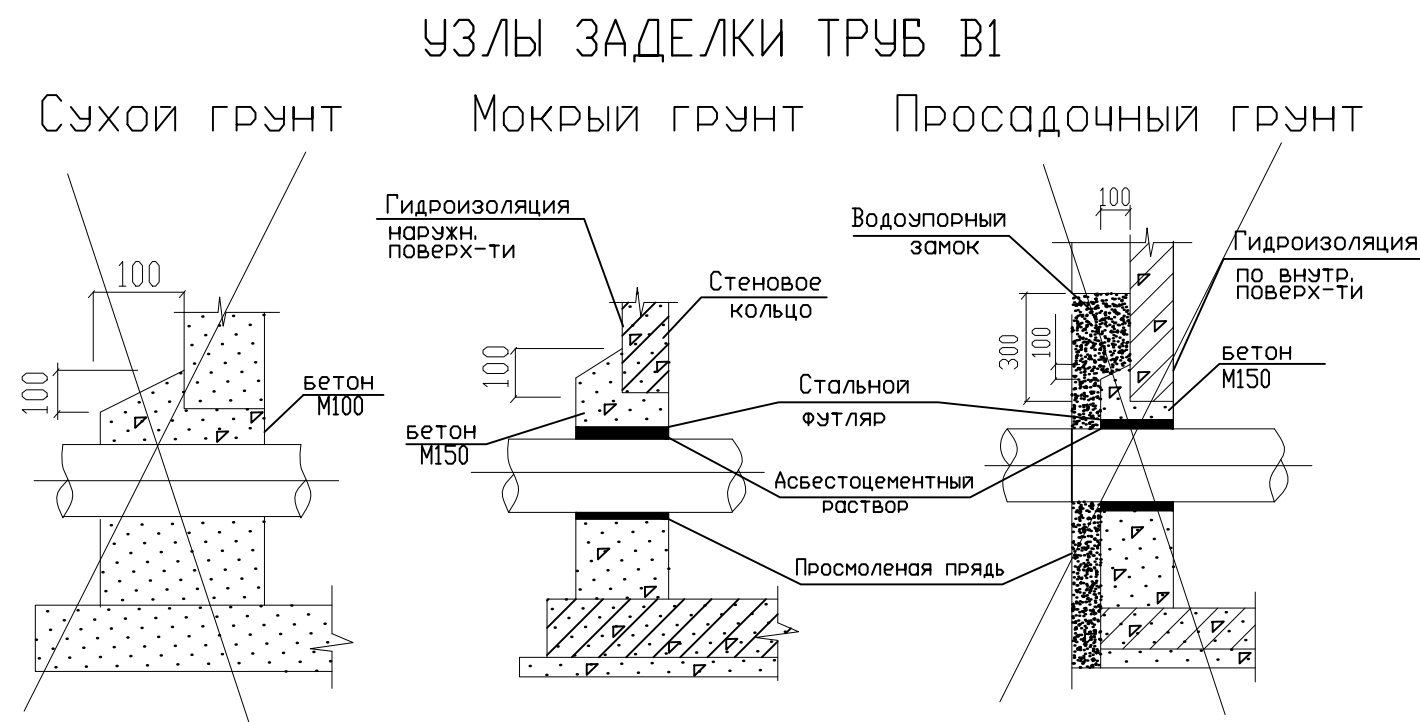 УЗЛЫ ЗАДЕЛКИ ТРУБ В1
Сухой грунт
Мокрый грунт
Просадочный грунт
100
100
бетон
М100
Гидроизоляция
наружн.
поверх-ти
Стеновое
кольцо
100
бетон
М150
Стальной
футляр
Асбестоцементный
раствор
Просмоленая прядь
Водоупорный
замок
100
Гидроизоляция
по внутр.
поверх-ти
300
100
бетон
М150